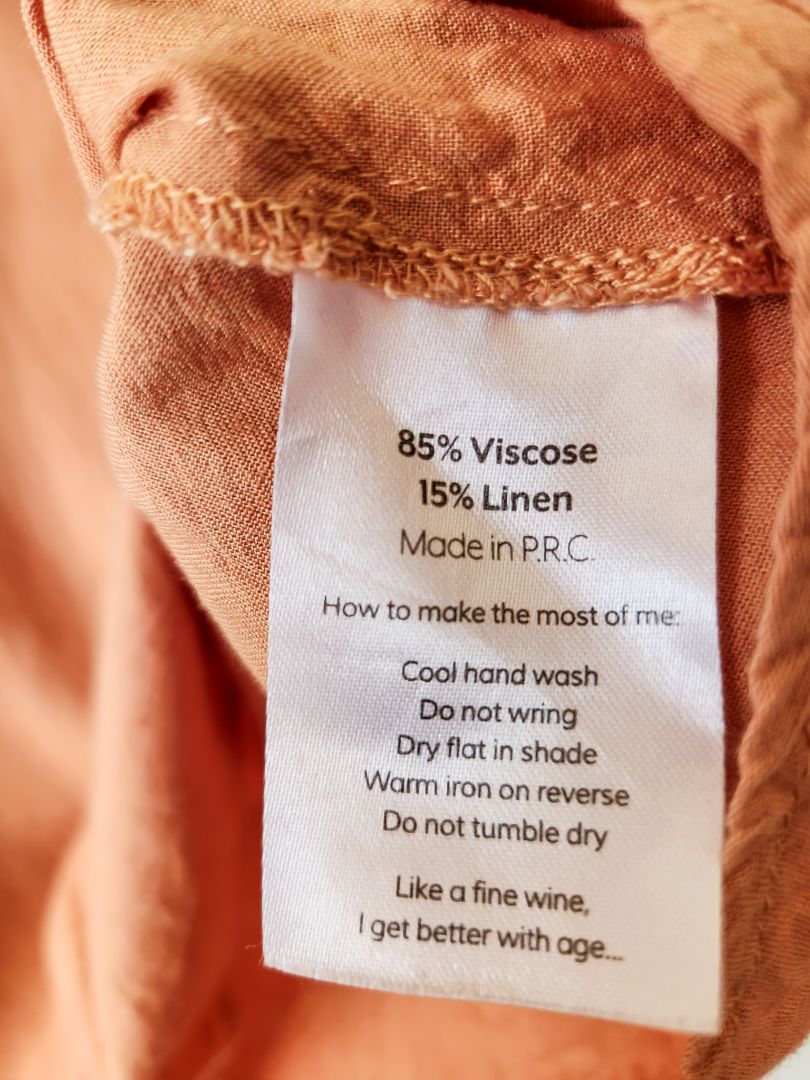 85% Viscose
15% Linen
Made in P.R.C.
How to make the most of me:
Cool hand wash
Do not wring
Dry flat in shade
Warm iron on reverse
Do not tumble dry
Like a fine wine,
I get better with age...